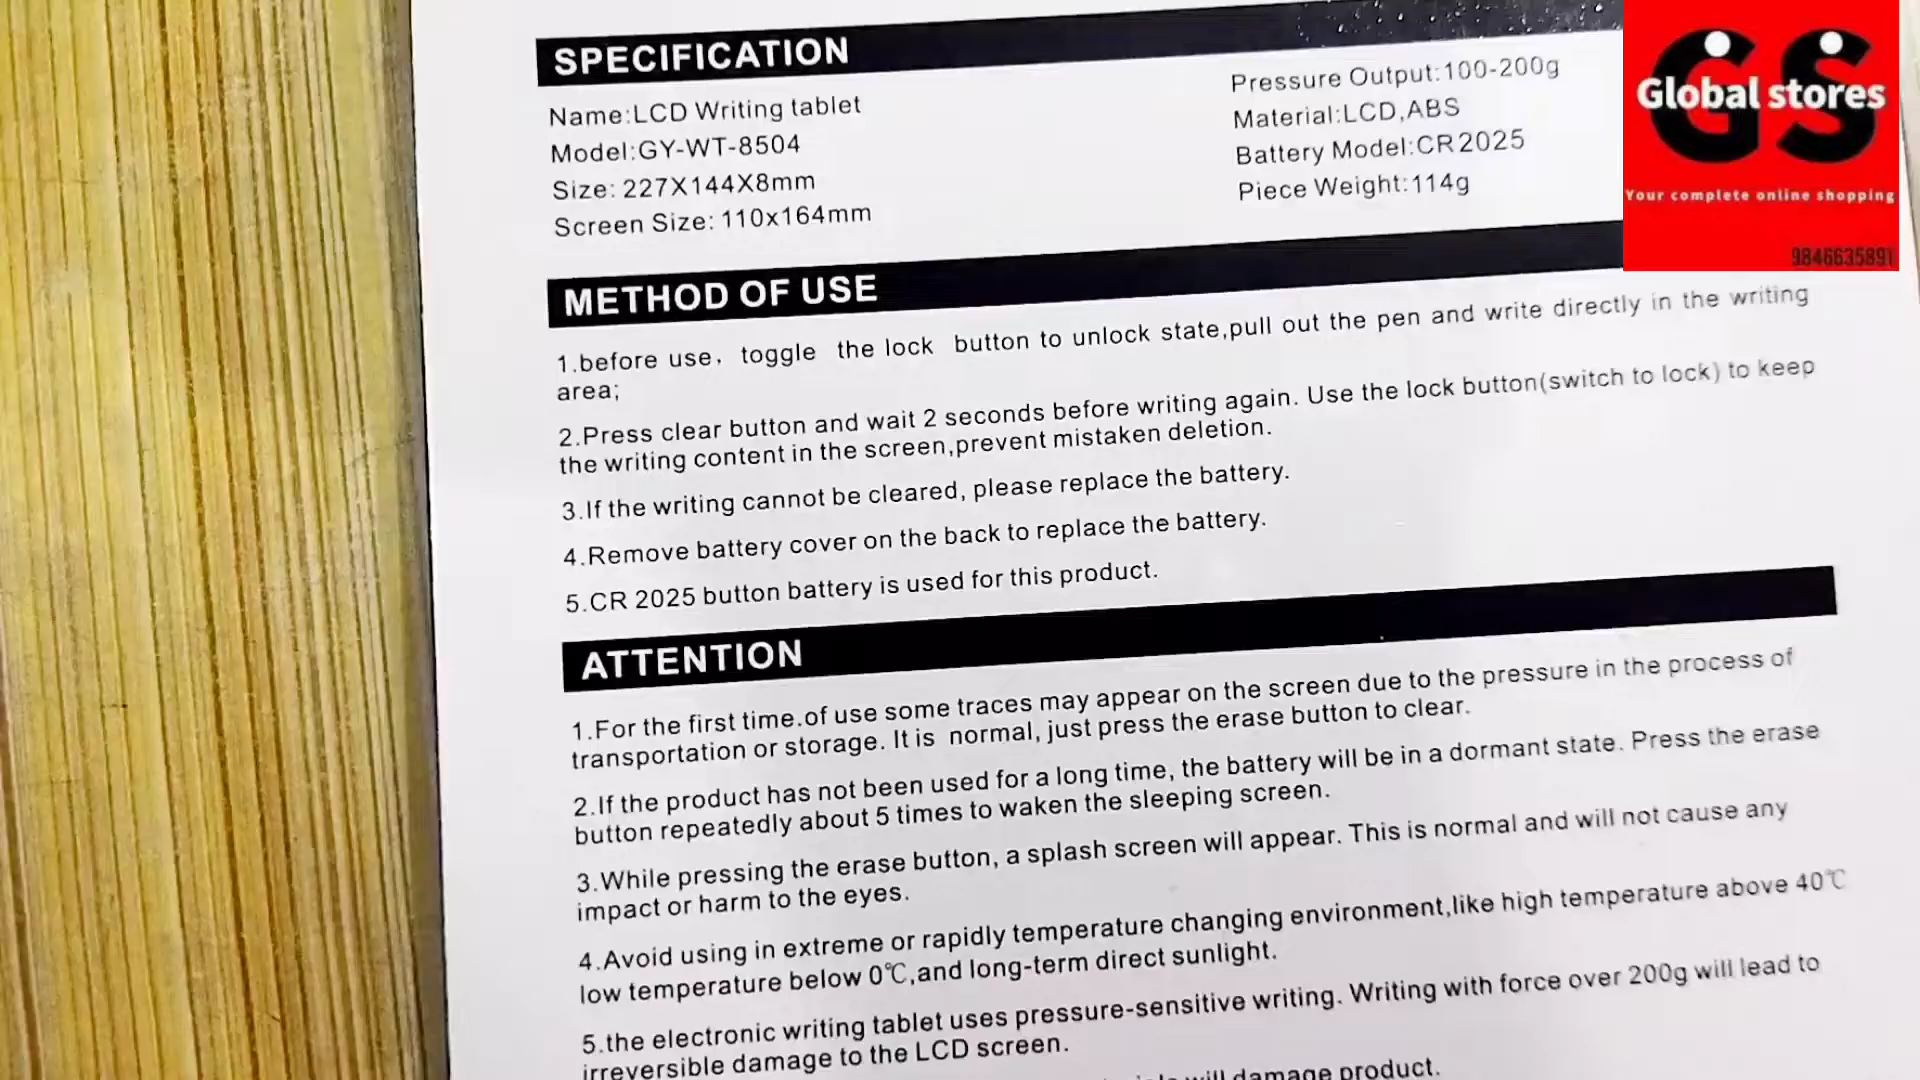 SPECIFICATION
Name:LCD Writing tablet
Model:GY-WT-8504
Size: 227X144X8mm
Screen Size: 110x164mm
Pressure Output:100-200g
Material:LCD,ABS
Battery Model:CR2025
Piece Weight:114g
GS
Global stores
Your complete online shopping
9846635891
METHOD OF USE
1.before use, toggle the lock button to unlock state,pull out the pen and write directly in the writing
area;
2.Press clear button and wait 2 seconds before writing again. Use the lock button(switch to lock) to keep
the writing content in the screen,prevent mistaken deletion.
3.If the writing cannot be cleared, please replace the battery.
4.Remove battery cover on the back to replace the battery.
5.CR 2025 button battery is used for this product.
ATTENTION
1.For the first time.of use some traces may appear on the screen due to the pressure in the process of
transportation or storage. It is normal, just press the erase button to clear.
2.If the product has not been used for a long time, the battery will be in a dormant state. Press the erase
button repeatedly about 5 times to waken the sleeping screen.
3.While pressing the erase button, a splash screen will appear. This is normal and will not cause any
impact or harm to the eyes.
4.Avoid using in extreme or rapidly temperature changing environment,like high temperature above 40℃
low temperature below 0℃,and long-term direct sunlight.
5.the electronic writing tablet uses pressure-sensitive writing. Writing with force over 200g will lead to
irreversible damage to the LCD screen.
will damage product.